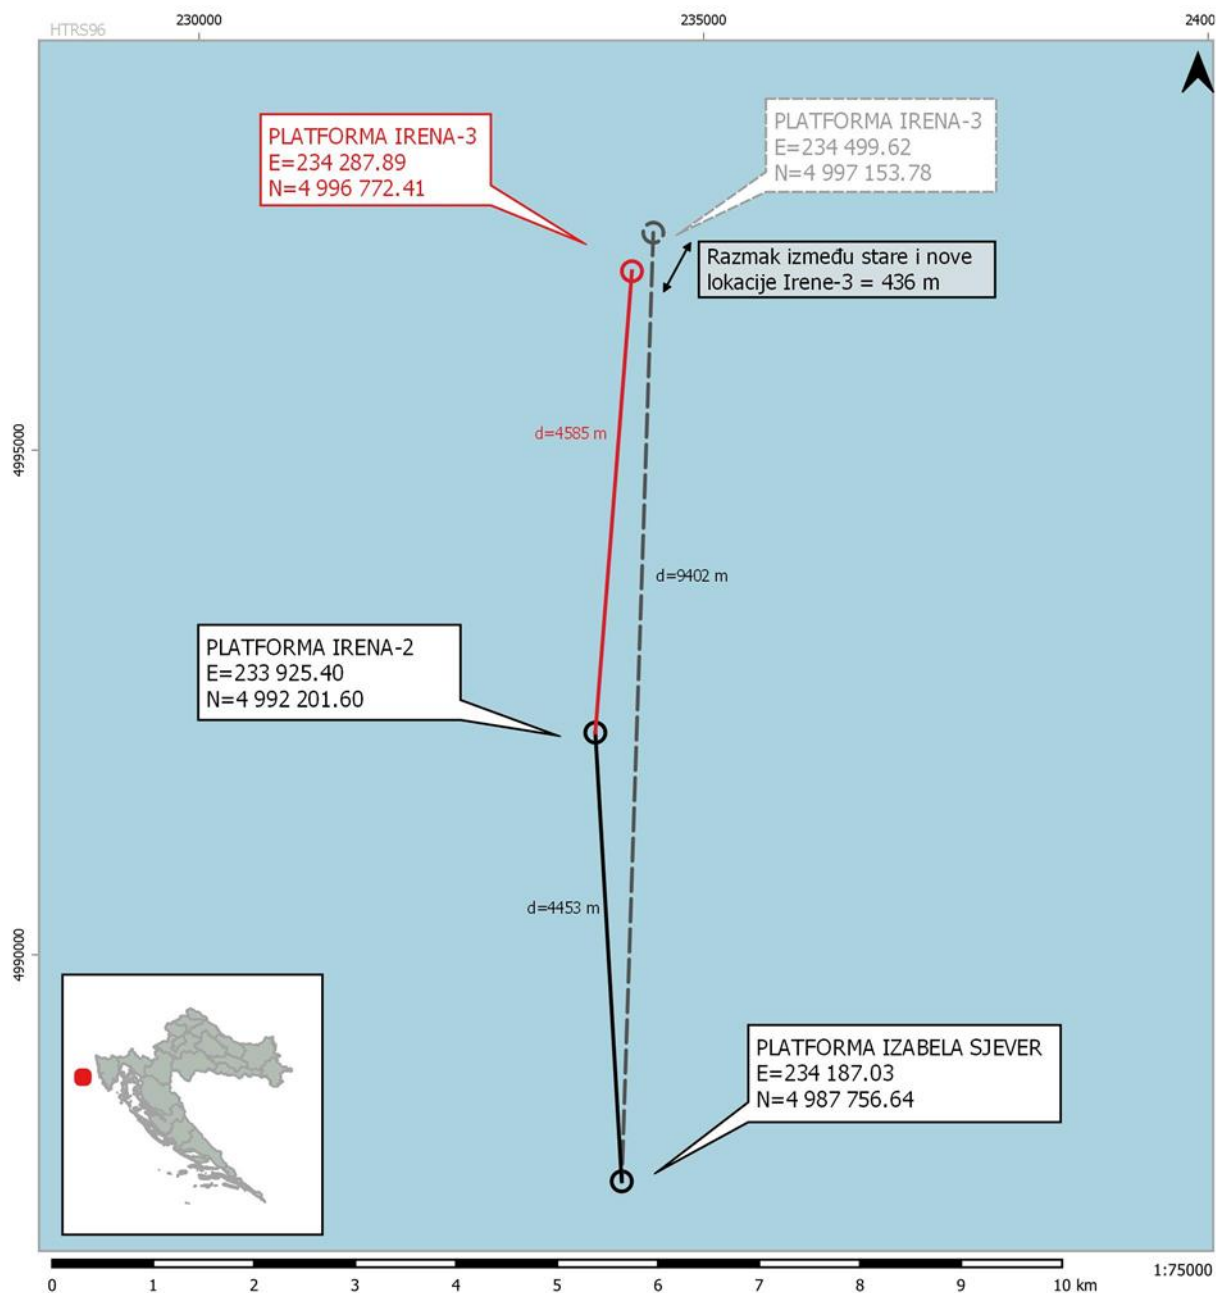 HTRS96
230000
235000
2400
PLATFORMA IRENA-3
E=234 287.89
N=4 996 772.41
PLATFORMA IRENA-3
E=234 499.62
N=4 997 153.78
Razmak između stare i nove
lokacije Irene-3 = 436 m
4995000
d=4585 m
d=9402 m
PLATFORMA IRENA-2
E=233 925.40
N=4 992 201.60
d=4453 m
4990000
PLATFORMA IZABELA SJEVER
E=234 187.03
N=4 987 756.64
1:75000
0 1 2 3 4 5 6 7 8 9 10 km